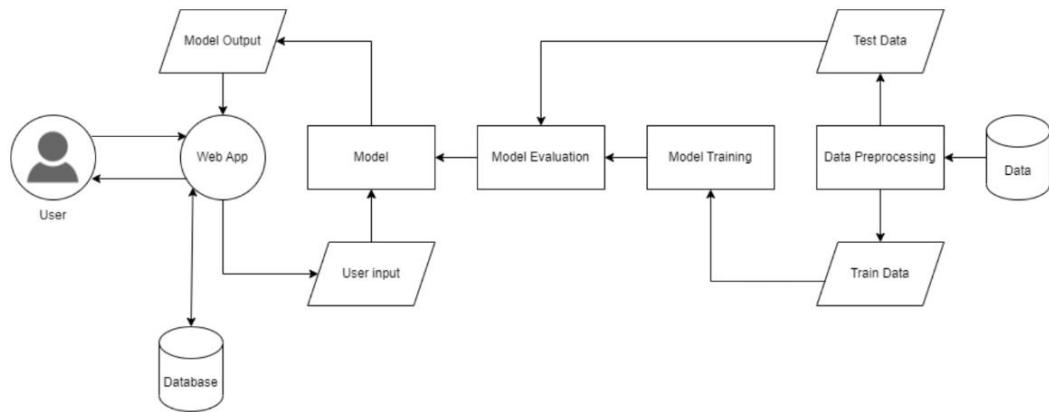 Model Output
Test Data
Web App
Model
Model Evaluation
Model Training
Data Preprocessing
Data
User
User input
Train Data
Database